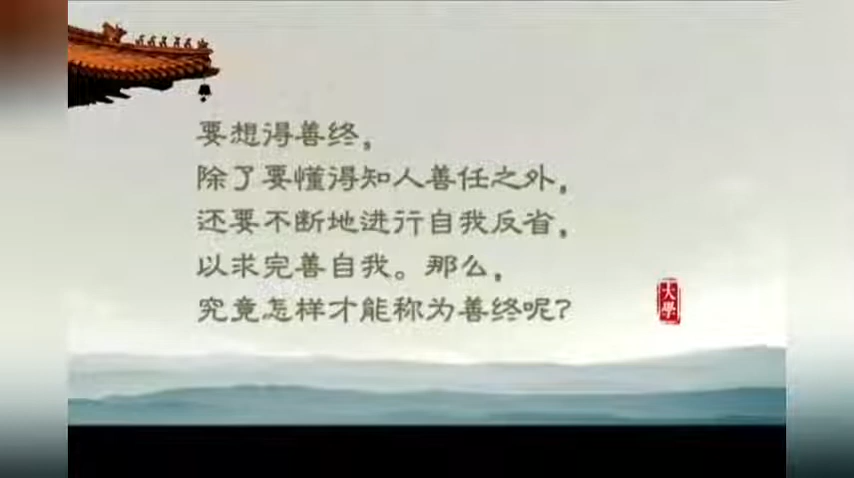 要想得善终，
除了要懂得知人善任之外，
还要不断地进行自我反省，
以求完善自我。那么，
究竟怎样才能称为善终呢？
大學